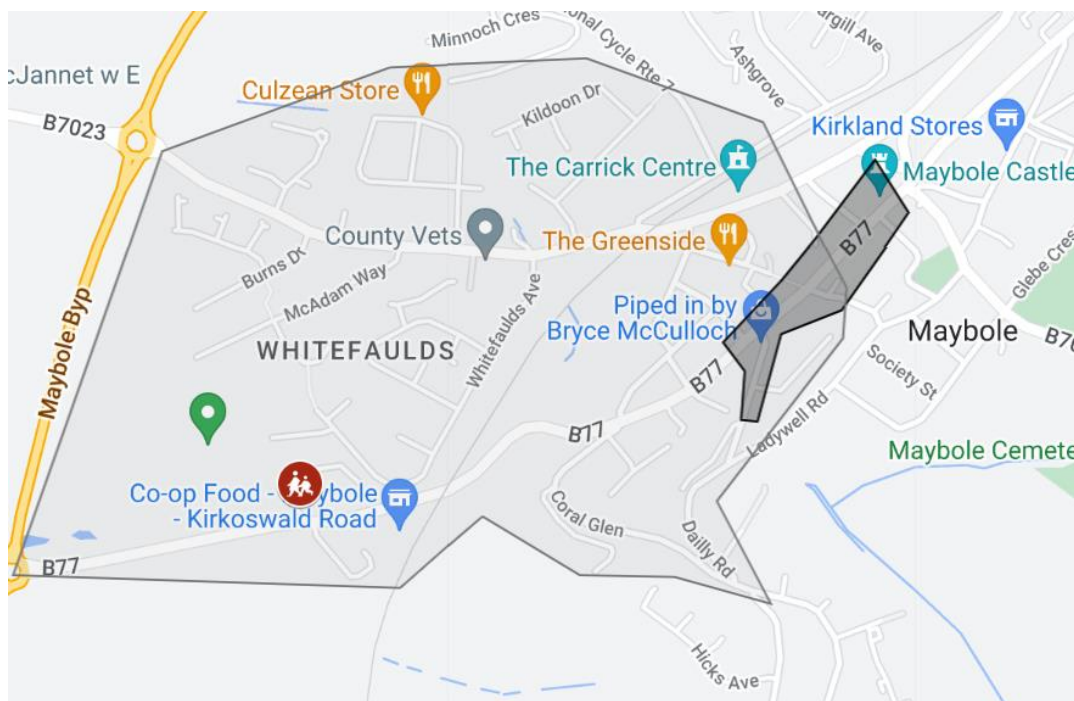 Minnoch Cres
Cycle Rte 7
Ashgrove
cJannet w E
Culzean Store
Kildoon Dr
B7023
Kirkland Stores
The Carrick Centre
Maybole Castle
County Vets
The Greenside
B77
Burns Dr
McAdam Way
Glebe Cres
Maybole Byp
WHITEFAULDS
Whitefaulds Ave
Piped in by
Bryce McCulloch
Maybole
B77
Society St
B77
Ladywell Rd
Maybole Cemete
Co-op Food -
- Kirkoswald Road
Coral Glen
Dailly Rd
B77
Hicks Ave